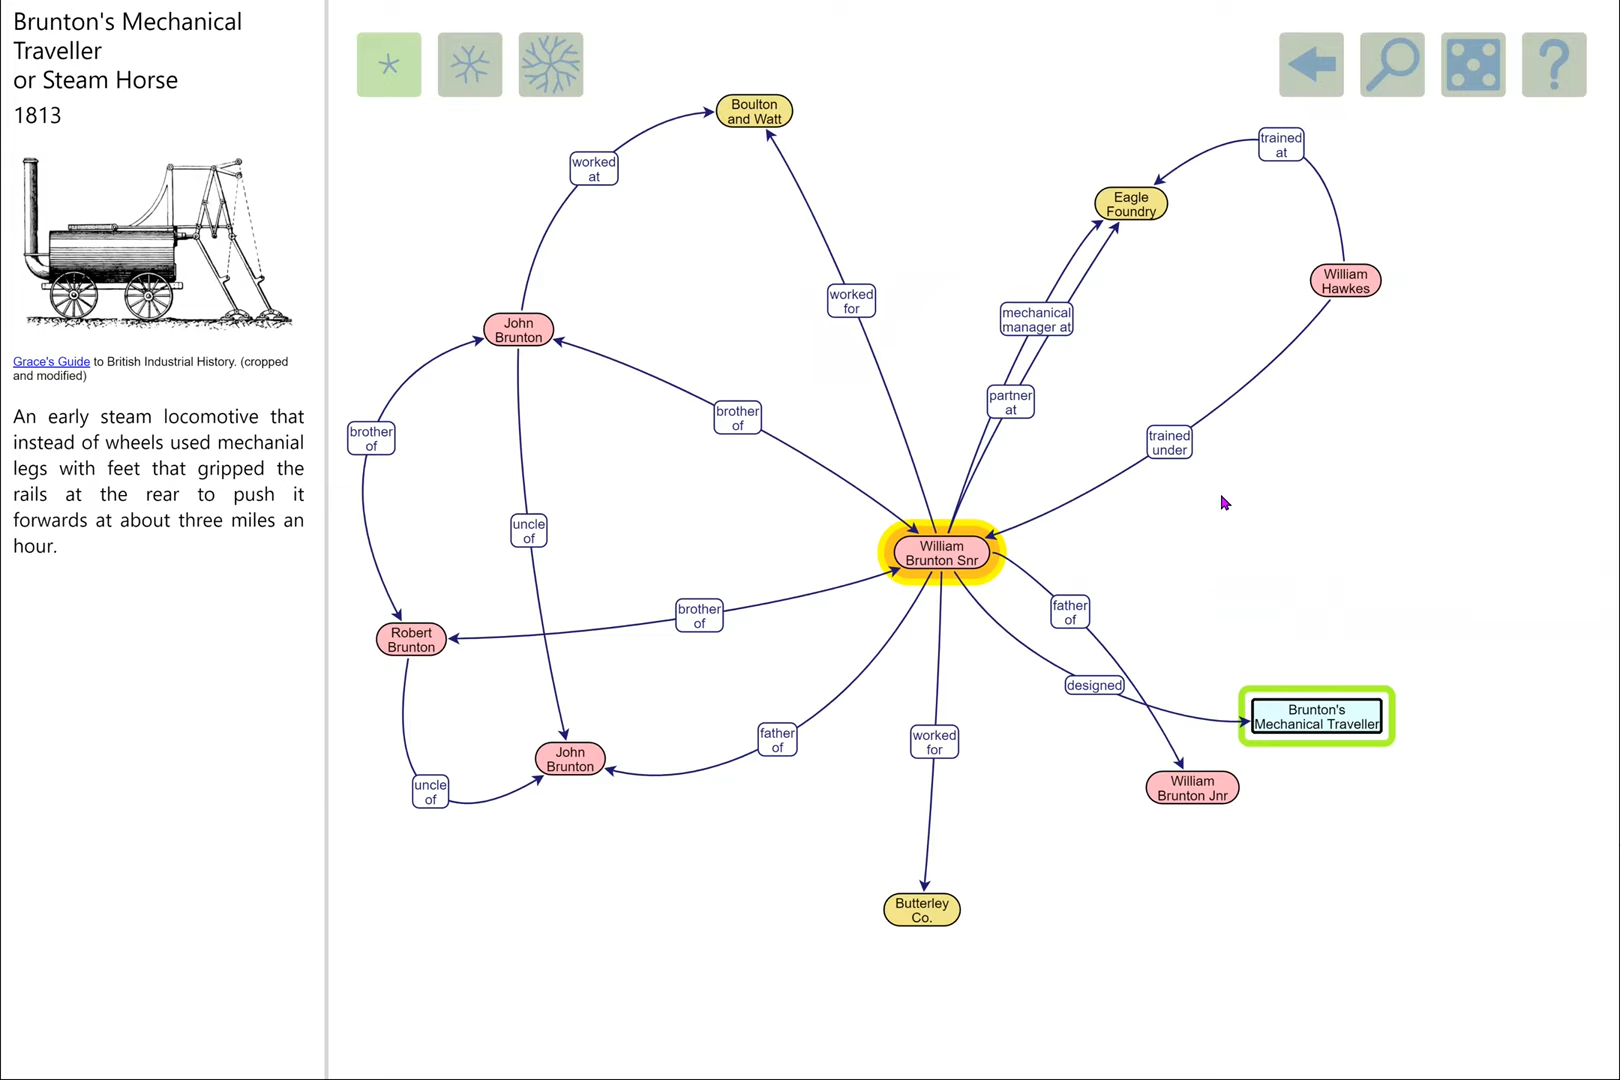 Brunton's Mechanical
Traveller
or Steam Horse
1813
Grace's Guide to British Industrial History. (cropped
and modified)
An early steam locomotive that
instead of wheels used mechanial
legs with feet that gripped the
rails at the rear to push it
forwards at about three miles an
hour.
?
Boulton
and Watt
trained
at
worked
at
Eagle
Foundry
William
Hawkes
worked
for
mechanical
manager at
John
Brunton
partner
at
brother
of
brother
of
trained
under
uncle
of
William
Brunton Snr
brother
of
father
of
Robert
Brunton
designed
Brunton's
Mechanical Traveller
father
of
worked
for
John
Brunton
William
Brunton Jnr
uncle
of
Butterley
Co.